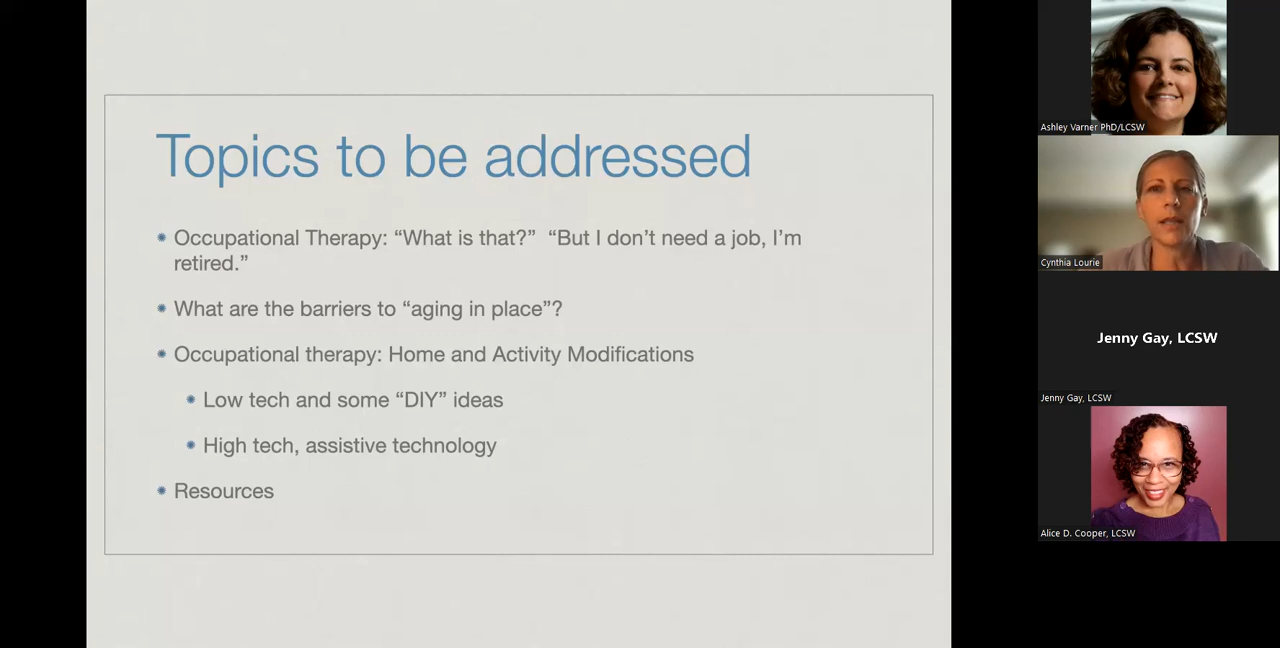 Topics to be addressed
Occupational Therapy: “What is that?” “But I don’t need a job, I’m
retired.”
What are the barriers to “aging in place”?
Occupational therapy: Home and Activity Modifications
Low tech and some “DIY” ideas
High tech, assistive technology
Resources
Ashley Varner PhD/LCSW
Cynthia Lourie
Jenny Gay, LCSW
Jenny Gay, LCSW
Alice D. Cooper, LCSW